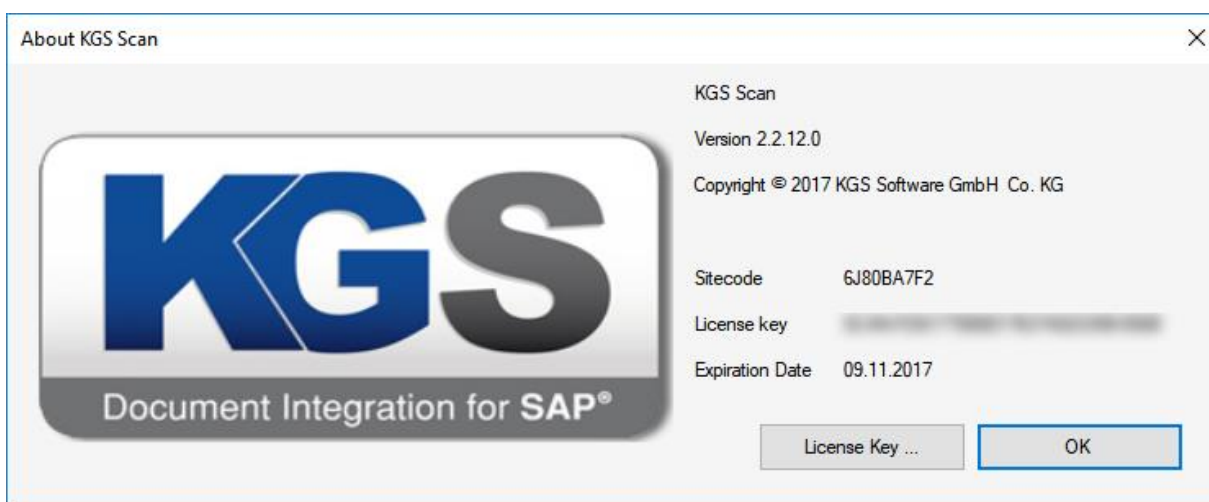 About KGS Scan
KGS
Document Integration for SAP®
KGS Scan
Version 2.2.12.0
Copyright © 2017 KGS Software GmbH Co. KG
Sitecode 6J80BA7F2
License key
Expiration Date 09.11.2017
License Key ...
OK